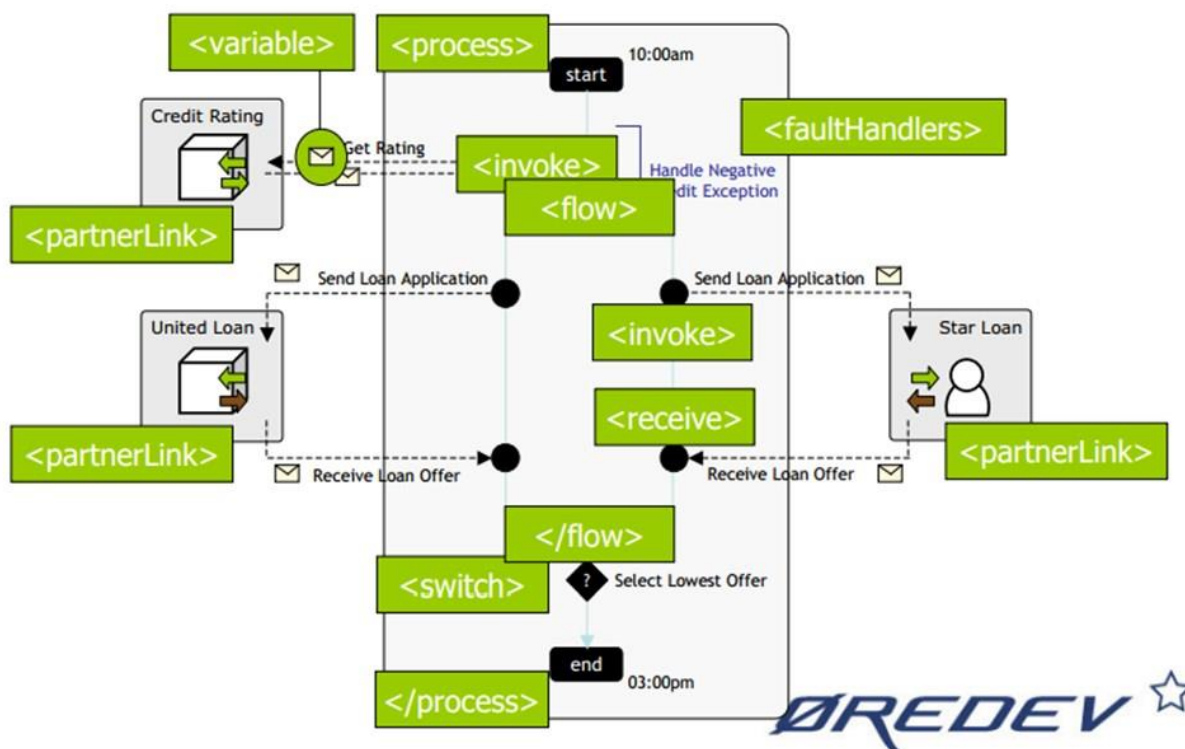 <variable>
<process>
10:00am
start
Credit Rating
<faultHandlers>
Get Rating
<invoke>
Handle Negative
edit Exception
<flow>
<partnerLink>
Send Loan Application
Send Loan Application
United Loan
Star Loan
<invoke>
<receive>
<partnerLink>
<partnerLink>
Receive Loan Offer
Receive Loan Offer
</flow>
<switch>
?
Select Lowest Offer
end
03:00pm
</process>
ØREDEV